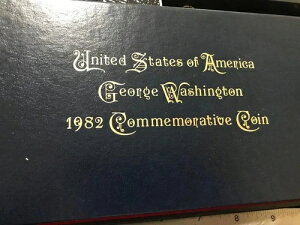 United States of America
George Washington
1982 Commemorative Coin
8
9